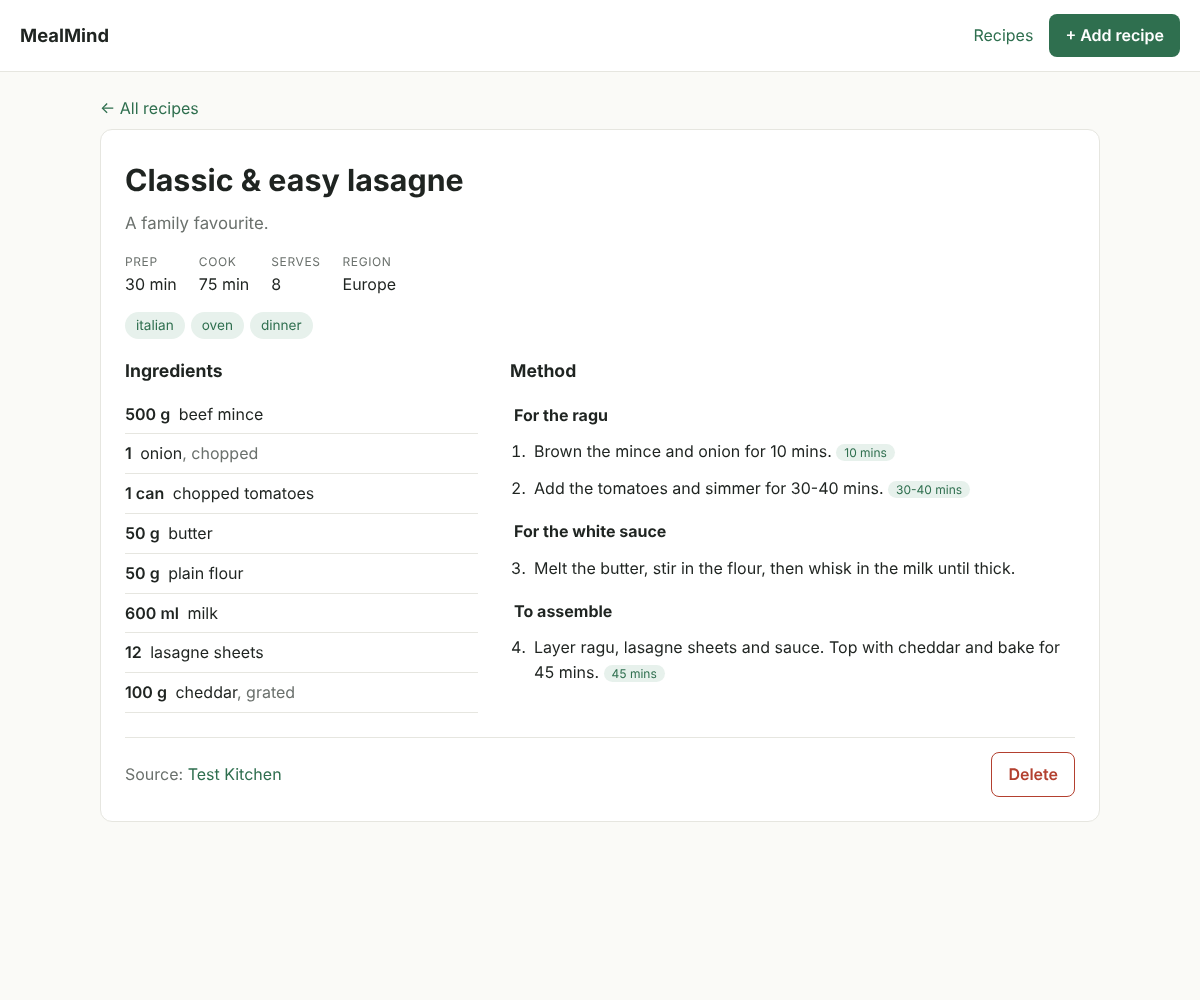 MealMind
Recipes
+ Add recipe
← All recipes
Classic & easy lasagne
A family favourite.
PREP
30 min
COOK
75 min
SERVES
8
REGION
Europe
italian
oven
dinner
Ingredients
500 g beef mince
1 onion, chopped
1 can chopped tomatoes
50 g butter
50 g plain flour
600 ml milk
12 lasagne sheets
100 g cheddar, grated
Method
For the ragu
1. Brown the mince and onion for 10 mins. 10 mins
2. Add the tomatoes and simmer for 30-40 mins. 30-40 mins
For the white sauce
3. Melt the butter, stir in the flour, then whisk in the milk until thick.
To assemble
4. Layer ragu, lasagne sheets and sauce. Top with cheddar and bake for
45 mins. 45 mins
Source: Test Kitchen
Delete